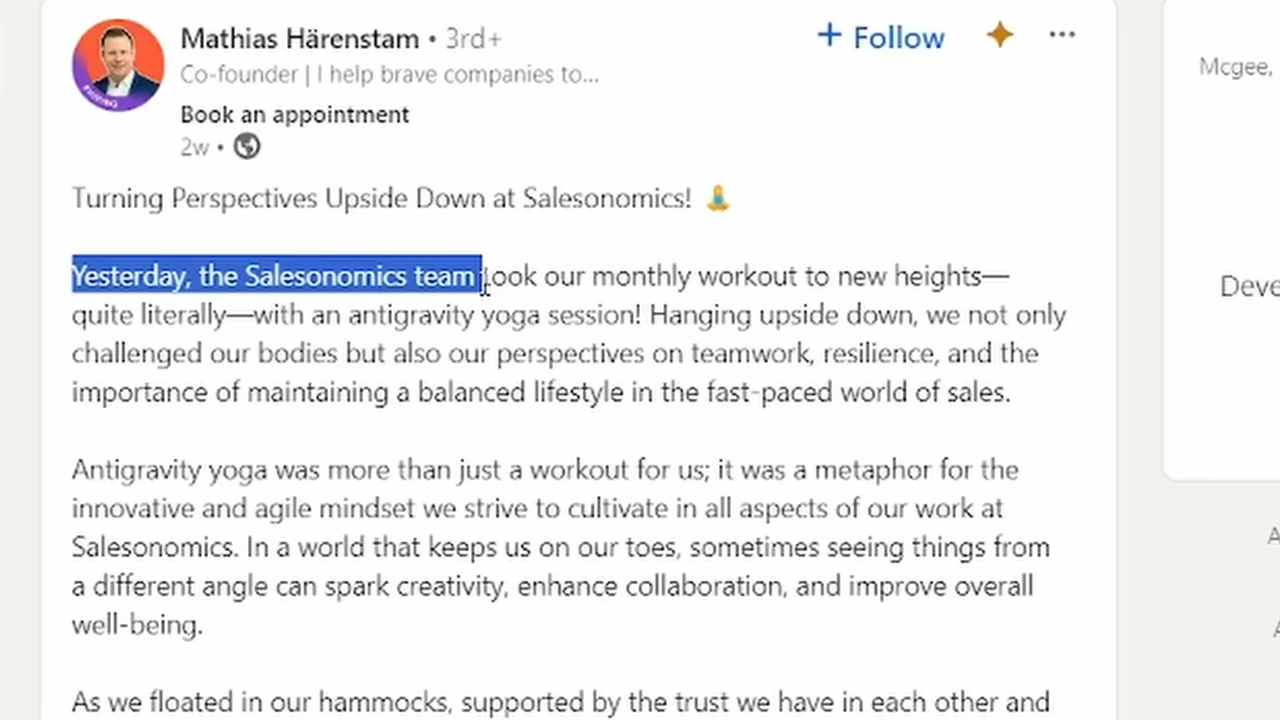 Mathias Härenstam • 3rd+
+ Follow
Co-founder | I help brave companies to...
Book an appointment
2w •
Turning Perspectives Upside Down at Salesonomics! 🧘
Yesterday, the Salesonomics team took our monthly workout to new heights—
quite literally—with an antigravity yoga session! Hanging upside down, we not only
challenged our bodies but also our perspectives on teamwork, resilience, and the
importance of maintaining a balanced lifestyle in the fast-paced world of sales.
Antigravity yoga was more than just a workout for us; it was a metaphor for the
innovative and agile mindset we strive to cultivate in all aspects of our work at
Salesonomics. In a world that keeps us on our toes, sometimes seeing things from
a different angle can spark creativity, enhance collaboration, and improve overall
well-being.
As we floated in our hammocks, supported by the trust we have in each other and
Mcgee,
Deve